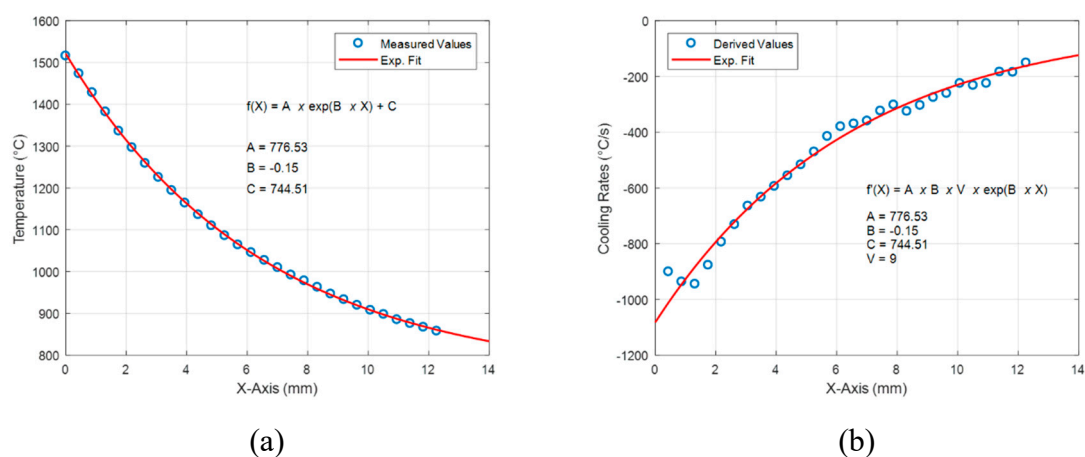 1600
1500
1400
1300
1200
1100
1000
900
800
0 2 4 6 8 10 12 14
Temperature (°C)
X-Axis (mm)
Measured Values
Exp. Fit
f(X) = A x exp(B x X) + C
A = 776.53
B = -0.15
C = 744.51
(a)
0
-200
-400
-600
-800
-1000
-1200
0 2 4 6 8 10 12 14
Cooling Rates (°C/s)
X-Axis (mm)
Derived Values
Exp. Fit
f'(X) = A x B x V x exp(B x X)
A = 776.53
B = -0.15
C = 744.51
V = 9
(b)